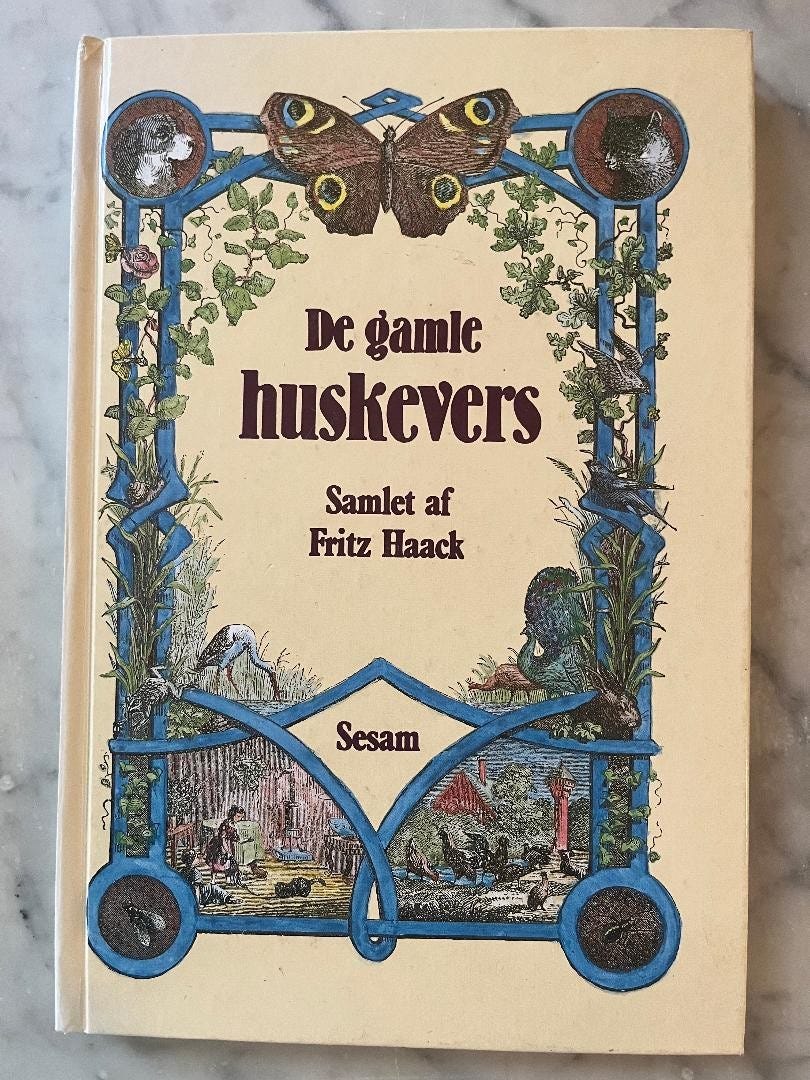 De gamle
huskevers
Samlet af
Fritz Haack
Sesam